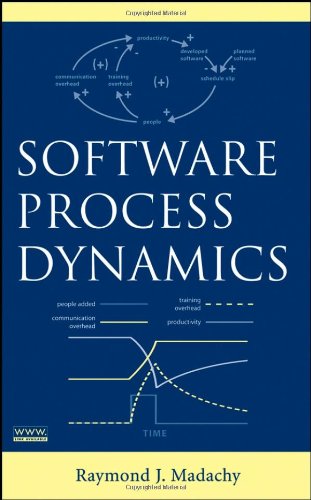 productivity
developed
software
planned
software
communication
overhead
training
overhead
schedule slip
people
SOFTWARE
PROCESS
DYNAMICS
people added
training
overhead
communication
overhead
productivity
TIME
WWW.
Raymond J. Madachy